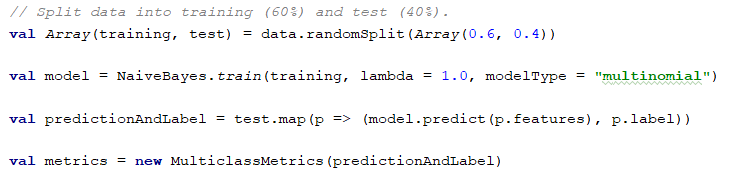 // Split data into training (60%) and test (40%).
val Array(training, test) = data.randomSplit(Array(0.6, 0.4))
val model = NaiveBayes.train(training, lambda = 1.0, modelType = "multinomial")
val predictionAndLabel = test.map(p => (model.predict(p.features), p.label))
val metrics = new MulticlassMetrics(predictionAndLabel)